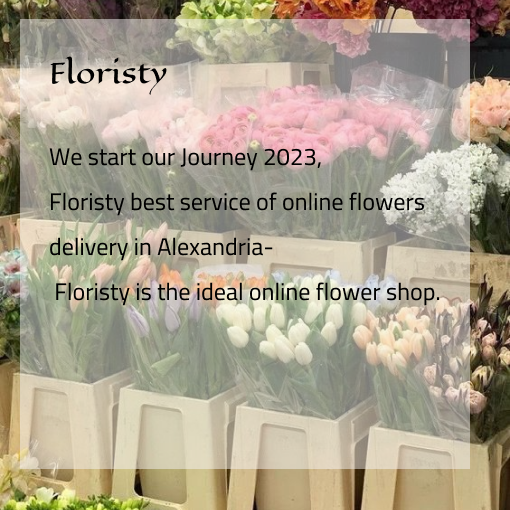 Floristy
We start our Journey 2023,
Floristy best service of online flowers
delivery in Alexandria-
Floristy is the ideal online flower shop.